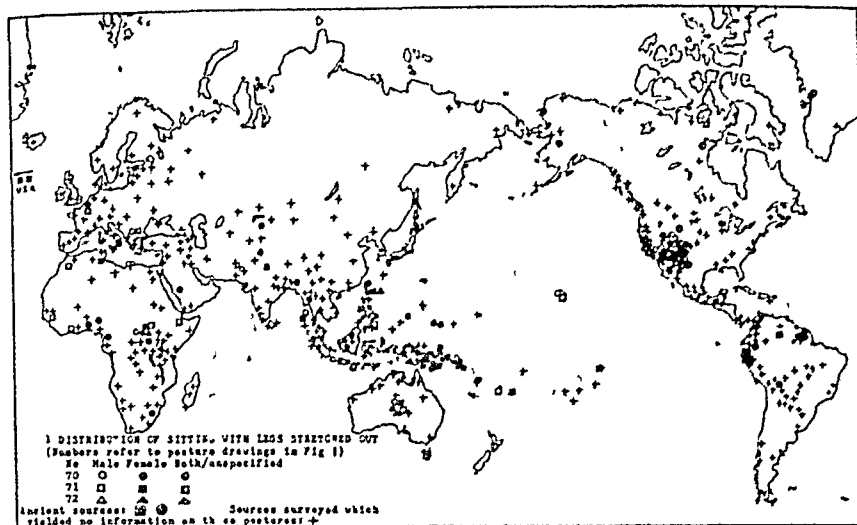 1 DISTRIBUTION OF SITTING WITH LEGS STRETCHED OUT
(Numbers refer to posture drawings in Fig 8)
No Male Female Both/unspecified
70
71
72
Ancient sources: Sources surveyed which
yielded no information on these postures: +